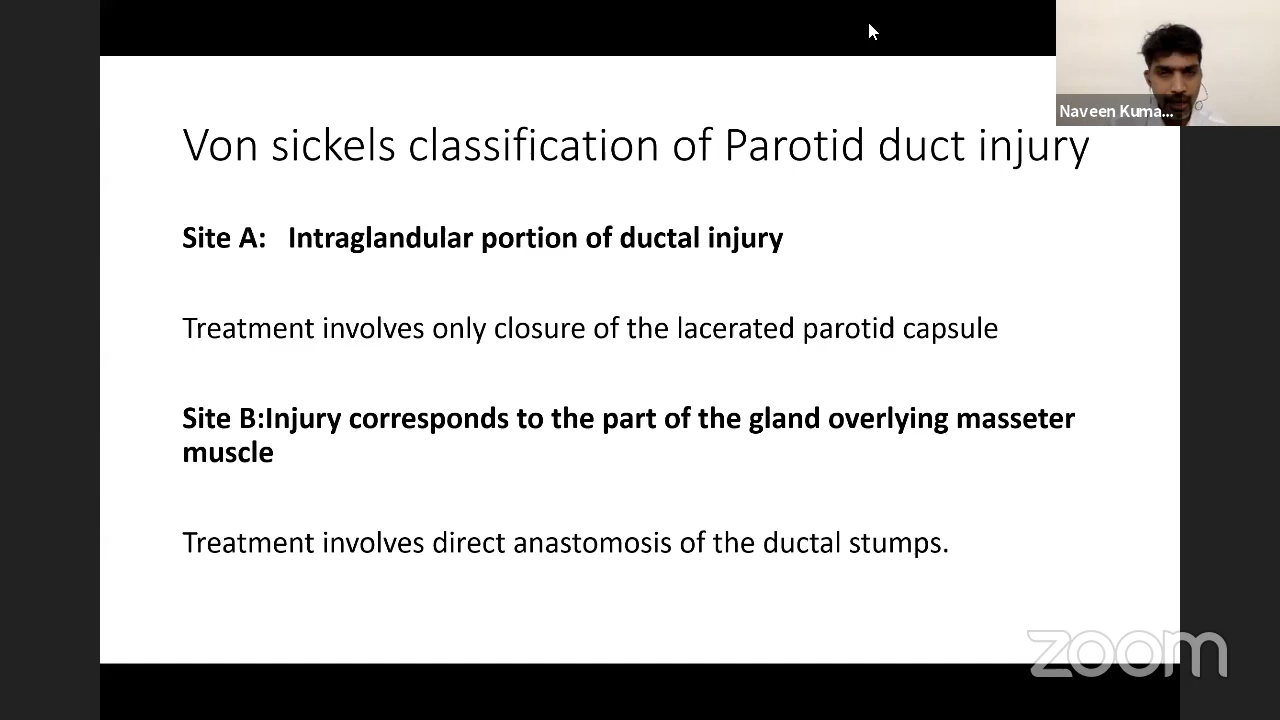 Naveen Kuma...
Von sickels classification of Parotid duct injury
Site A: Intraglandular portion of ductal injury
Treatment involves only closure of the lacerated parotid capsule
Site B:Injury corresponds to the part of the gland overlying masseter
muscle
Treatment involves direct anastomosis of the ductal stumps.
zoom